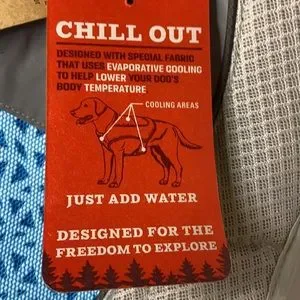 CHILL OUT
DESIGNED WITH SPECIAL FABRIC
THAT USES EVAPORATIVE COOLING
TO HELP LOWER YOUR DOG'S
BODY TEMPERATURE
COOLING AREAS
JUST ADD WATER
DESIGNED FOR THE
FREEDOM TO EXPLORE